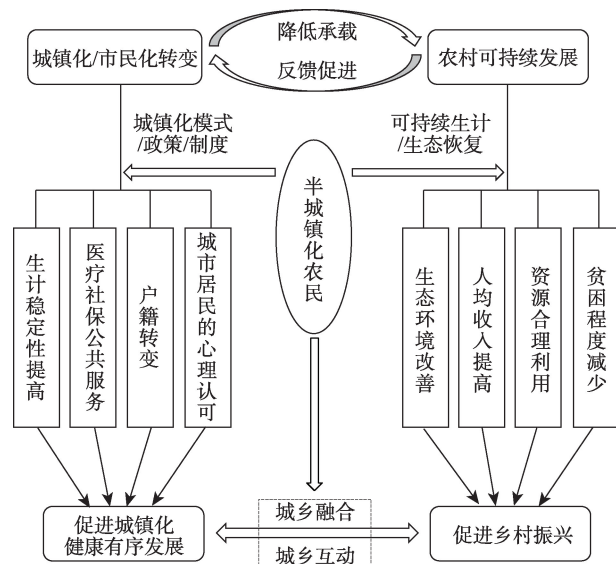 降低承载
城镇化/市民化转变
农村可持续发展
反馈促进
城镇化模式
/政策/制度
可持续生计
/生态恢复
半城镇化农民
生计稳定性提高
医疗社保公共服务
户籍转变
城市居民的心理认可
生态环境改善
人均收入提高
资源合理利用
贫困程度减少
促进城镇化
健康有序发展
城乡融合
城乡互动
促进乡村振兴